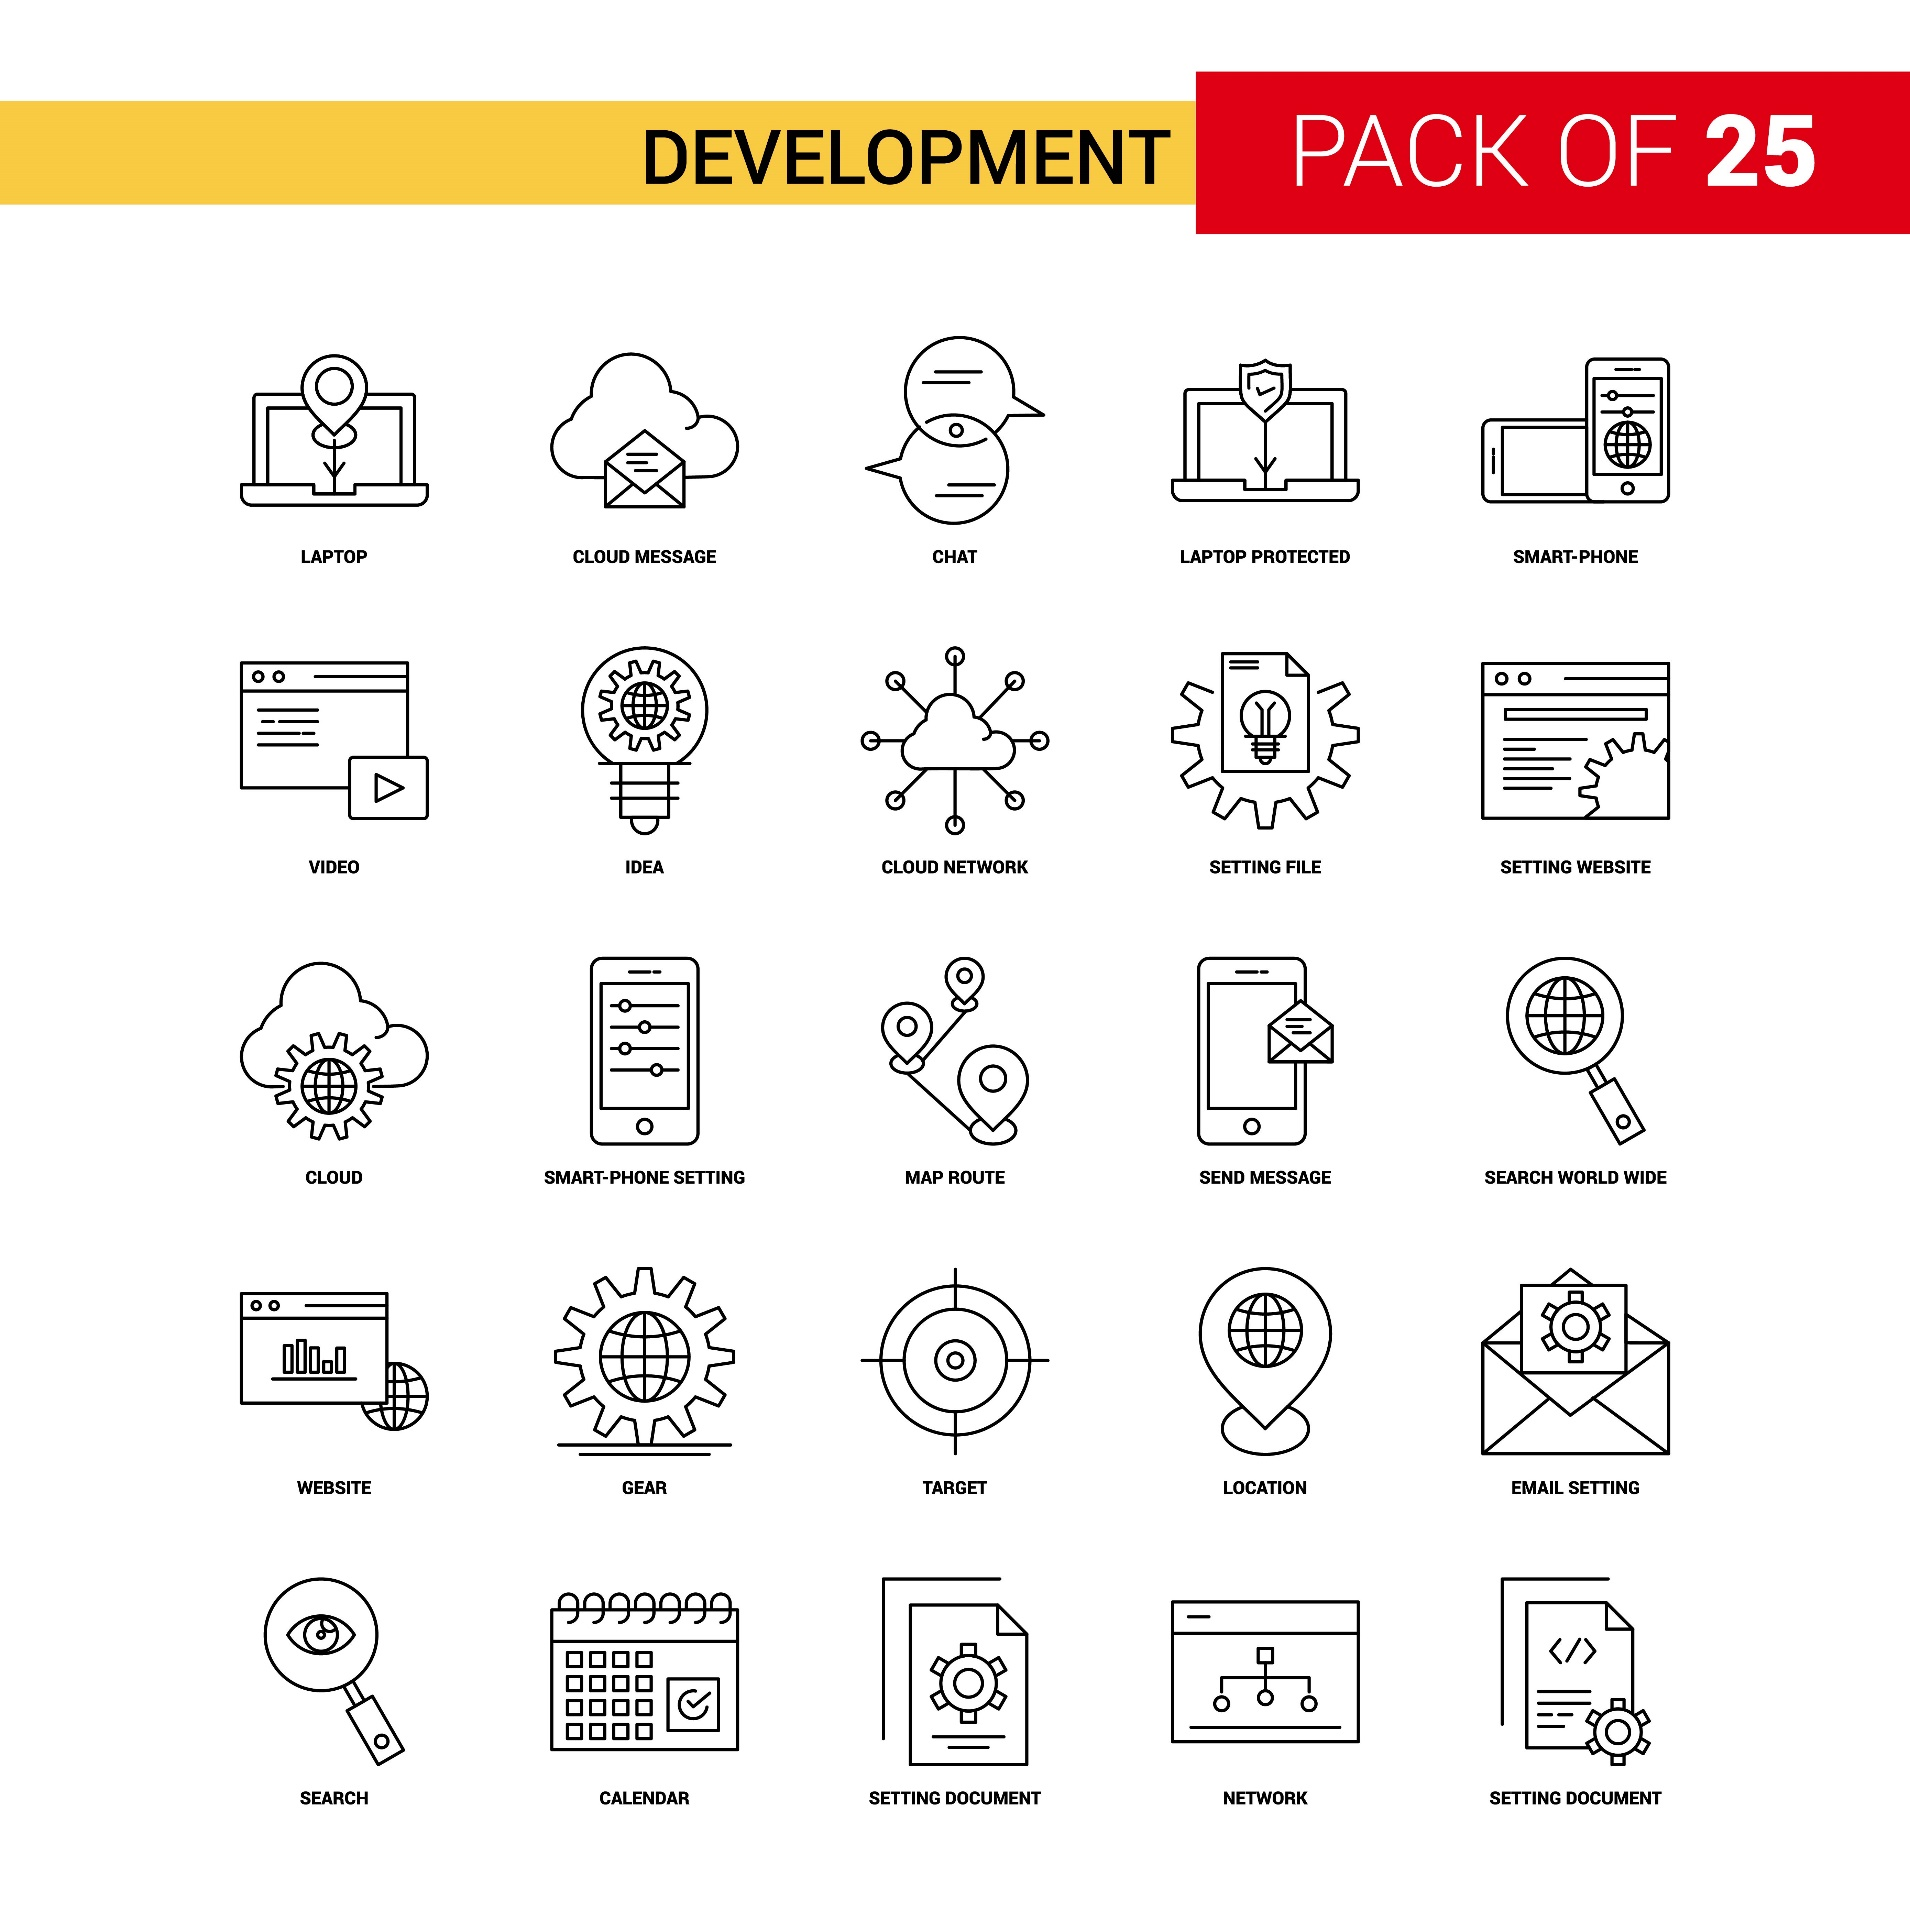 DEVELOPMENT
PACK OF 25
LAPTOP
CLOUD MESSAGE
CHAT
LAPTOP PROTECTED
SMART-PHONE
VIDEO
IDEA
CLOUD NETWORK
SETTING FILE
SETTING WEBSITE
CLOUD
SMART-PHONE SETTING
MAP ROUTE
SEND MESSAGE
SEARCH WORLD WIDE
WEBSITE
GEAR
TARGET
LOCATION
EMAIL SETTING
SEARCH
CALENDAR
SETTING DOCUMENT
NETWORK
SETTING DOCUMENT